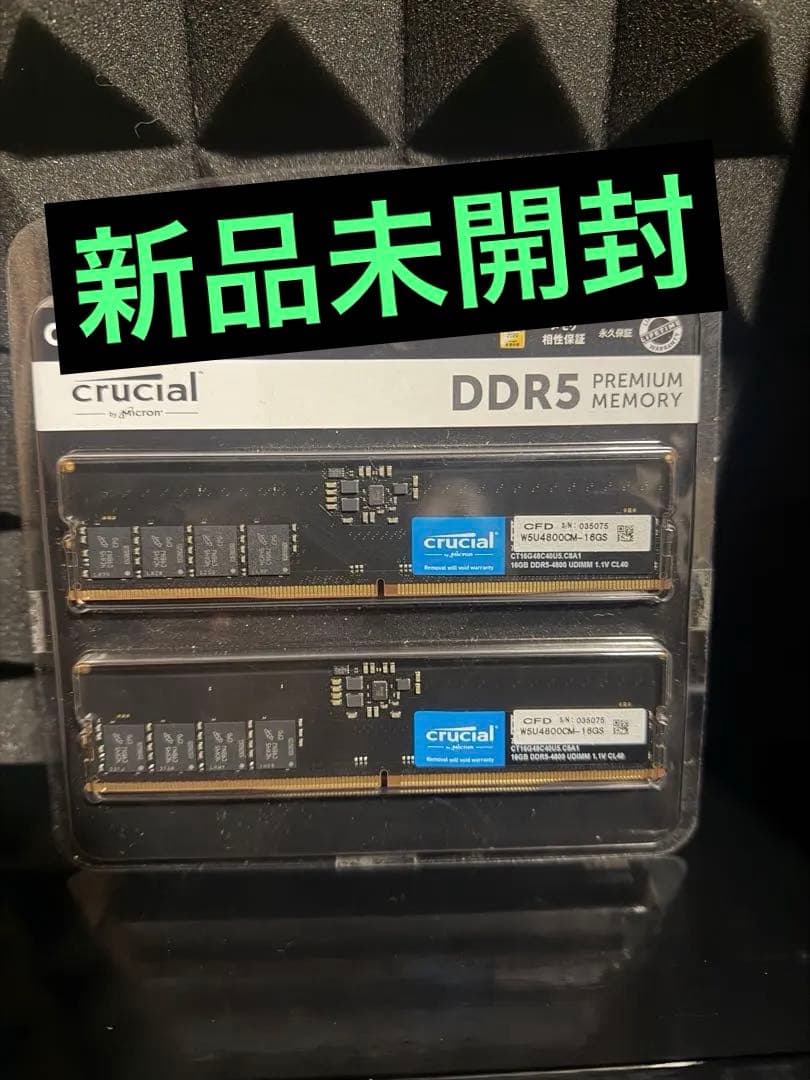 新品未開封
相性保証
永久保証
LIFETIME
WARRANTY
crucial
by Micron
DDR5 PREMIUM
MEMORY
CFD S/N: 035075
W5U4800CM-16GS
crucial
by Micron
Removal will void warranty
CT16G48C40U5.C8A1
16GB DDR5-4800 UDIMM 1.1V CL40
CFD S/N: 035075
W5U4800CM-16GS
crucial
by Micron
Removal will void warranty
CT16G48C40U5.C8A1
16GB DDR5-4800 UDIMM 1.1V CL40